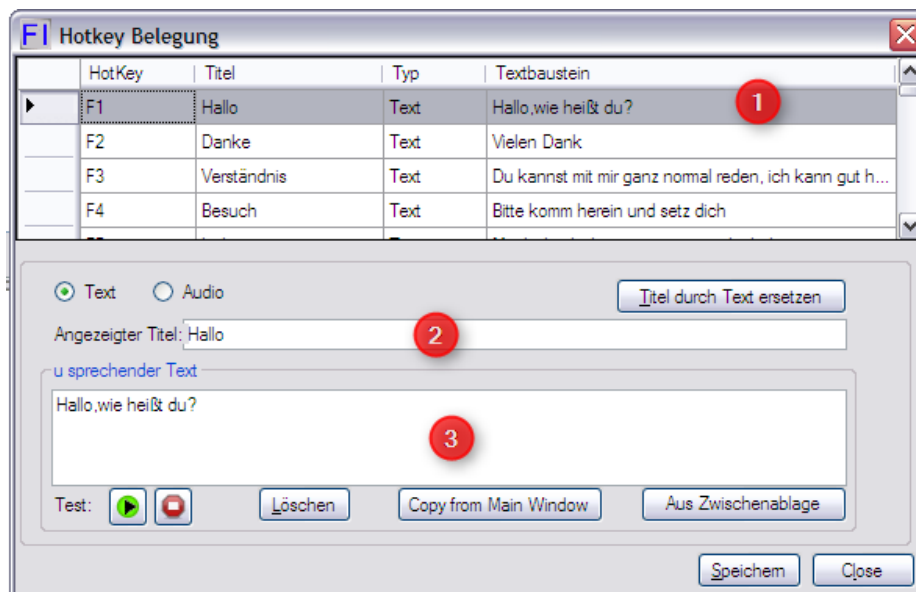 FI Hotkey Belegung
HotKey Titel Typ Textbaustein
F1 Hallo Text Hallo,wie heißt du? 1
F2 Danke Text Vielen Dank
F3 Verständnis Text Du kannst mit mir ganz normal reden, ich kann gut h...
F4 Besuch Text Bitte komm herein und setz dich
Text Audio Titel durch Text ersetzen
Angezeigter Titel: Hallo 2
u sprechender Text
Hallo,wie heißt du?
3
Test: Löschen Copy from Main Window Aus Zwischenablage
Speichern Close